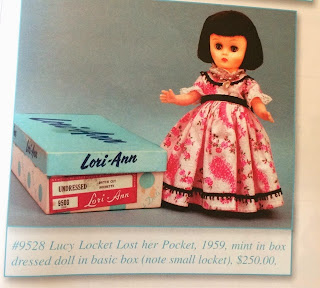 Lori-Ann
UNDRESSED
9500
Lori-Ann
#9528 Lucy Locket Lost her Pocket, 1959, mint in box
dressed doll in basic box (note small locket). $250.00.